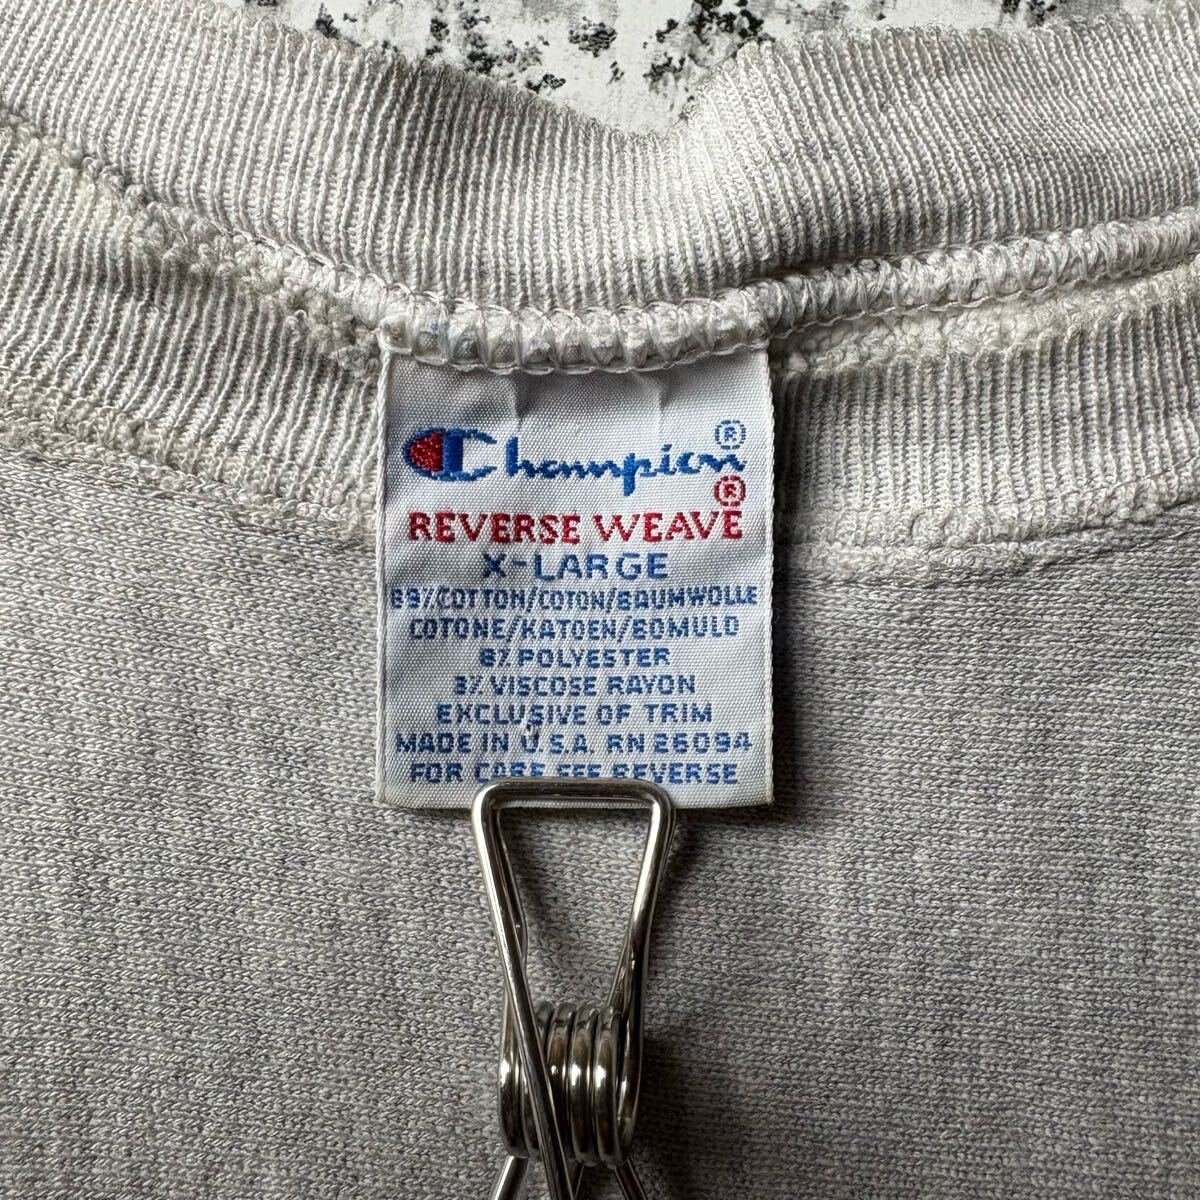 Champion®
REVERSE WEAVE®
X-LARGE
89% COTTON/COTON/BAUMWOLLE
COTONE/KATOEN/BOMULD
8% POLYESTER
3% VISCOSE RAYON
EXCLUSIVE OF TRIM
MADE IN U.S.A. RN 26094
FOR CARE SEE REVERSE